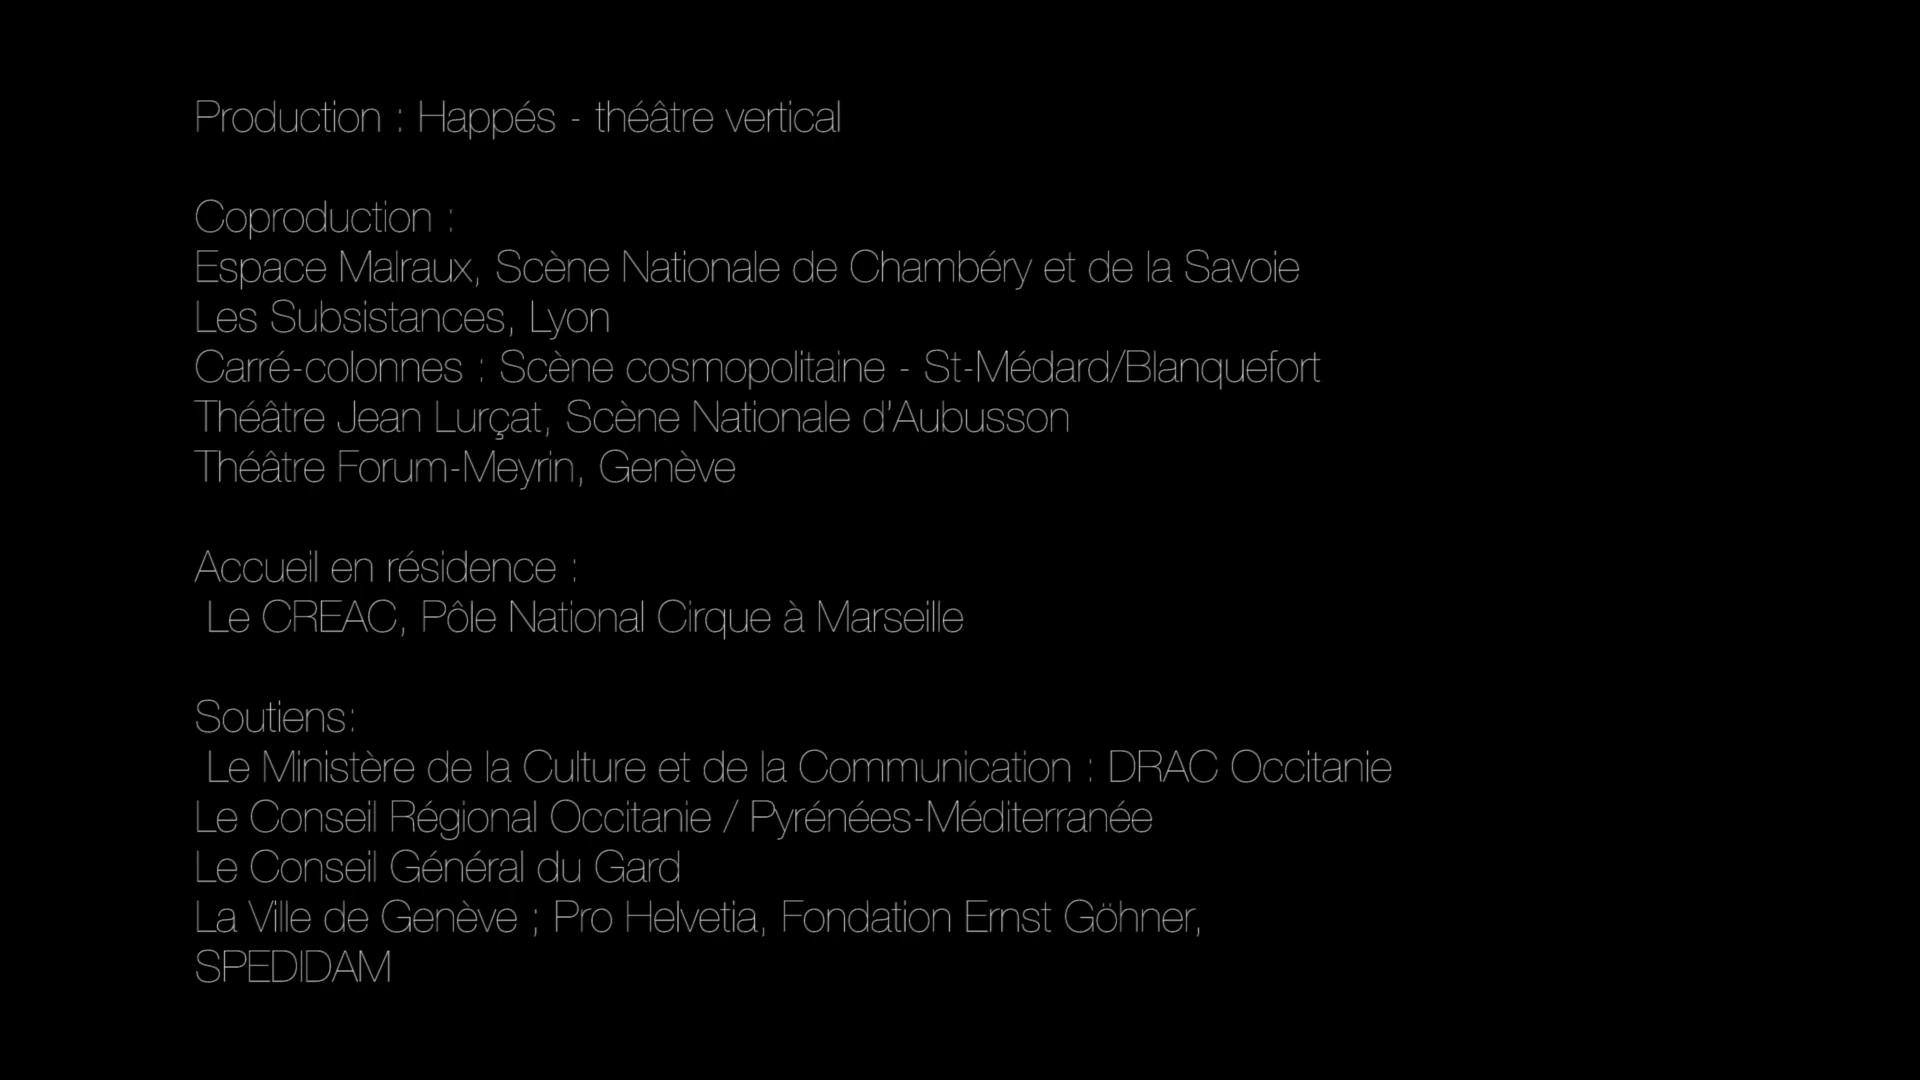 Production : Happés - théâtre vertical
Coproduction :
Espace Malraux, Scène Nationale de Chambéry et de la Savoie
Les Subsistances, Lyon
Carré-colonnes : Scène cosmopolitaine - St-Médard/Blanquefort
Théâtre Jean Lurçat, Scène Nationale d'Aubusson
Théâtre Forum-Meyrin, Genève
Accueil en résidence :
Le CREAC, Pôle National Cirque à Marseille
Soutiens:
Le Ministère de la Culture et de la Communication : DRAC Occitanie
Le Conseil Régional Occitanie / Pyrénées-Méditerranée
Le Conseil Général du Gard
La Ville de Genève ; Pro Helvetia, Fondation Ernst Göhner,
SPEDIDAM